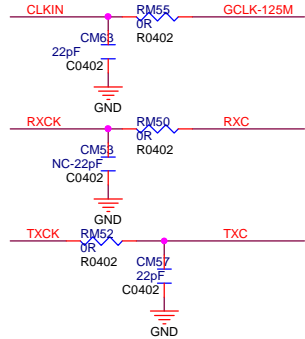 CLKIN
RM55
GCLK-125M
0R
CM63
R0402
22pF
C0402
GND
RXCK
RM50
RXC
0R
CM53
R0402
NC-22pF
C0402
GND
TXCK
RM52
TXC
0R
R0402
CM57
22pF
C0402
GND